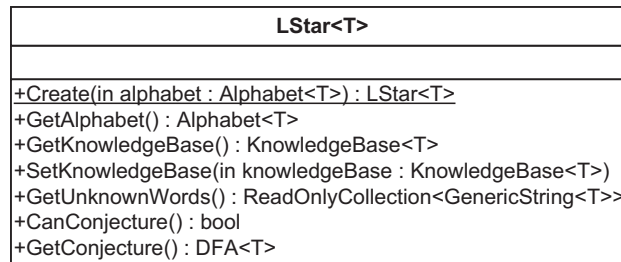 LStar<T>
+Create(in alphabet : Alphabet<T>) : LStar<T>
+GetAlphabet() : Alphabet<T>
+GetKnowledgeBase() : KnowledgeBase<T>
+SetKnowledgeBase(in knowledgeBase : KnowledgeBase<T>)
+GetUnknownWords() : ReadOnlyCollection<GenericString<T>>
+CanConjecture() : bool
+GetConjecture() : DFA<T>